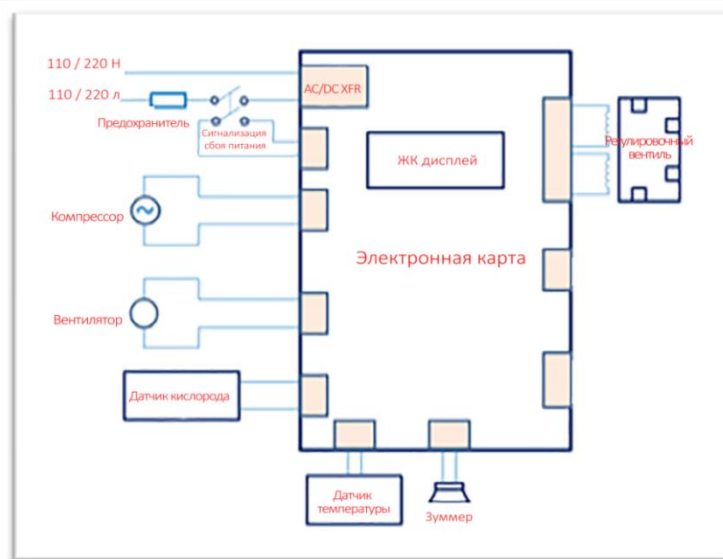 110 / 220 Н
110 / 220 л
Предохранитель
Сигнализация
сбоя питания
AC/DC XFR
ЖК дисплей
Регулировочный
вентиль
Компрессор
Электронная карта
Вентилятор
Датчик кислорода
Датчик
температуры
Зуммер